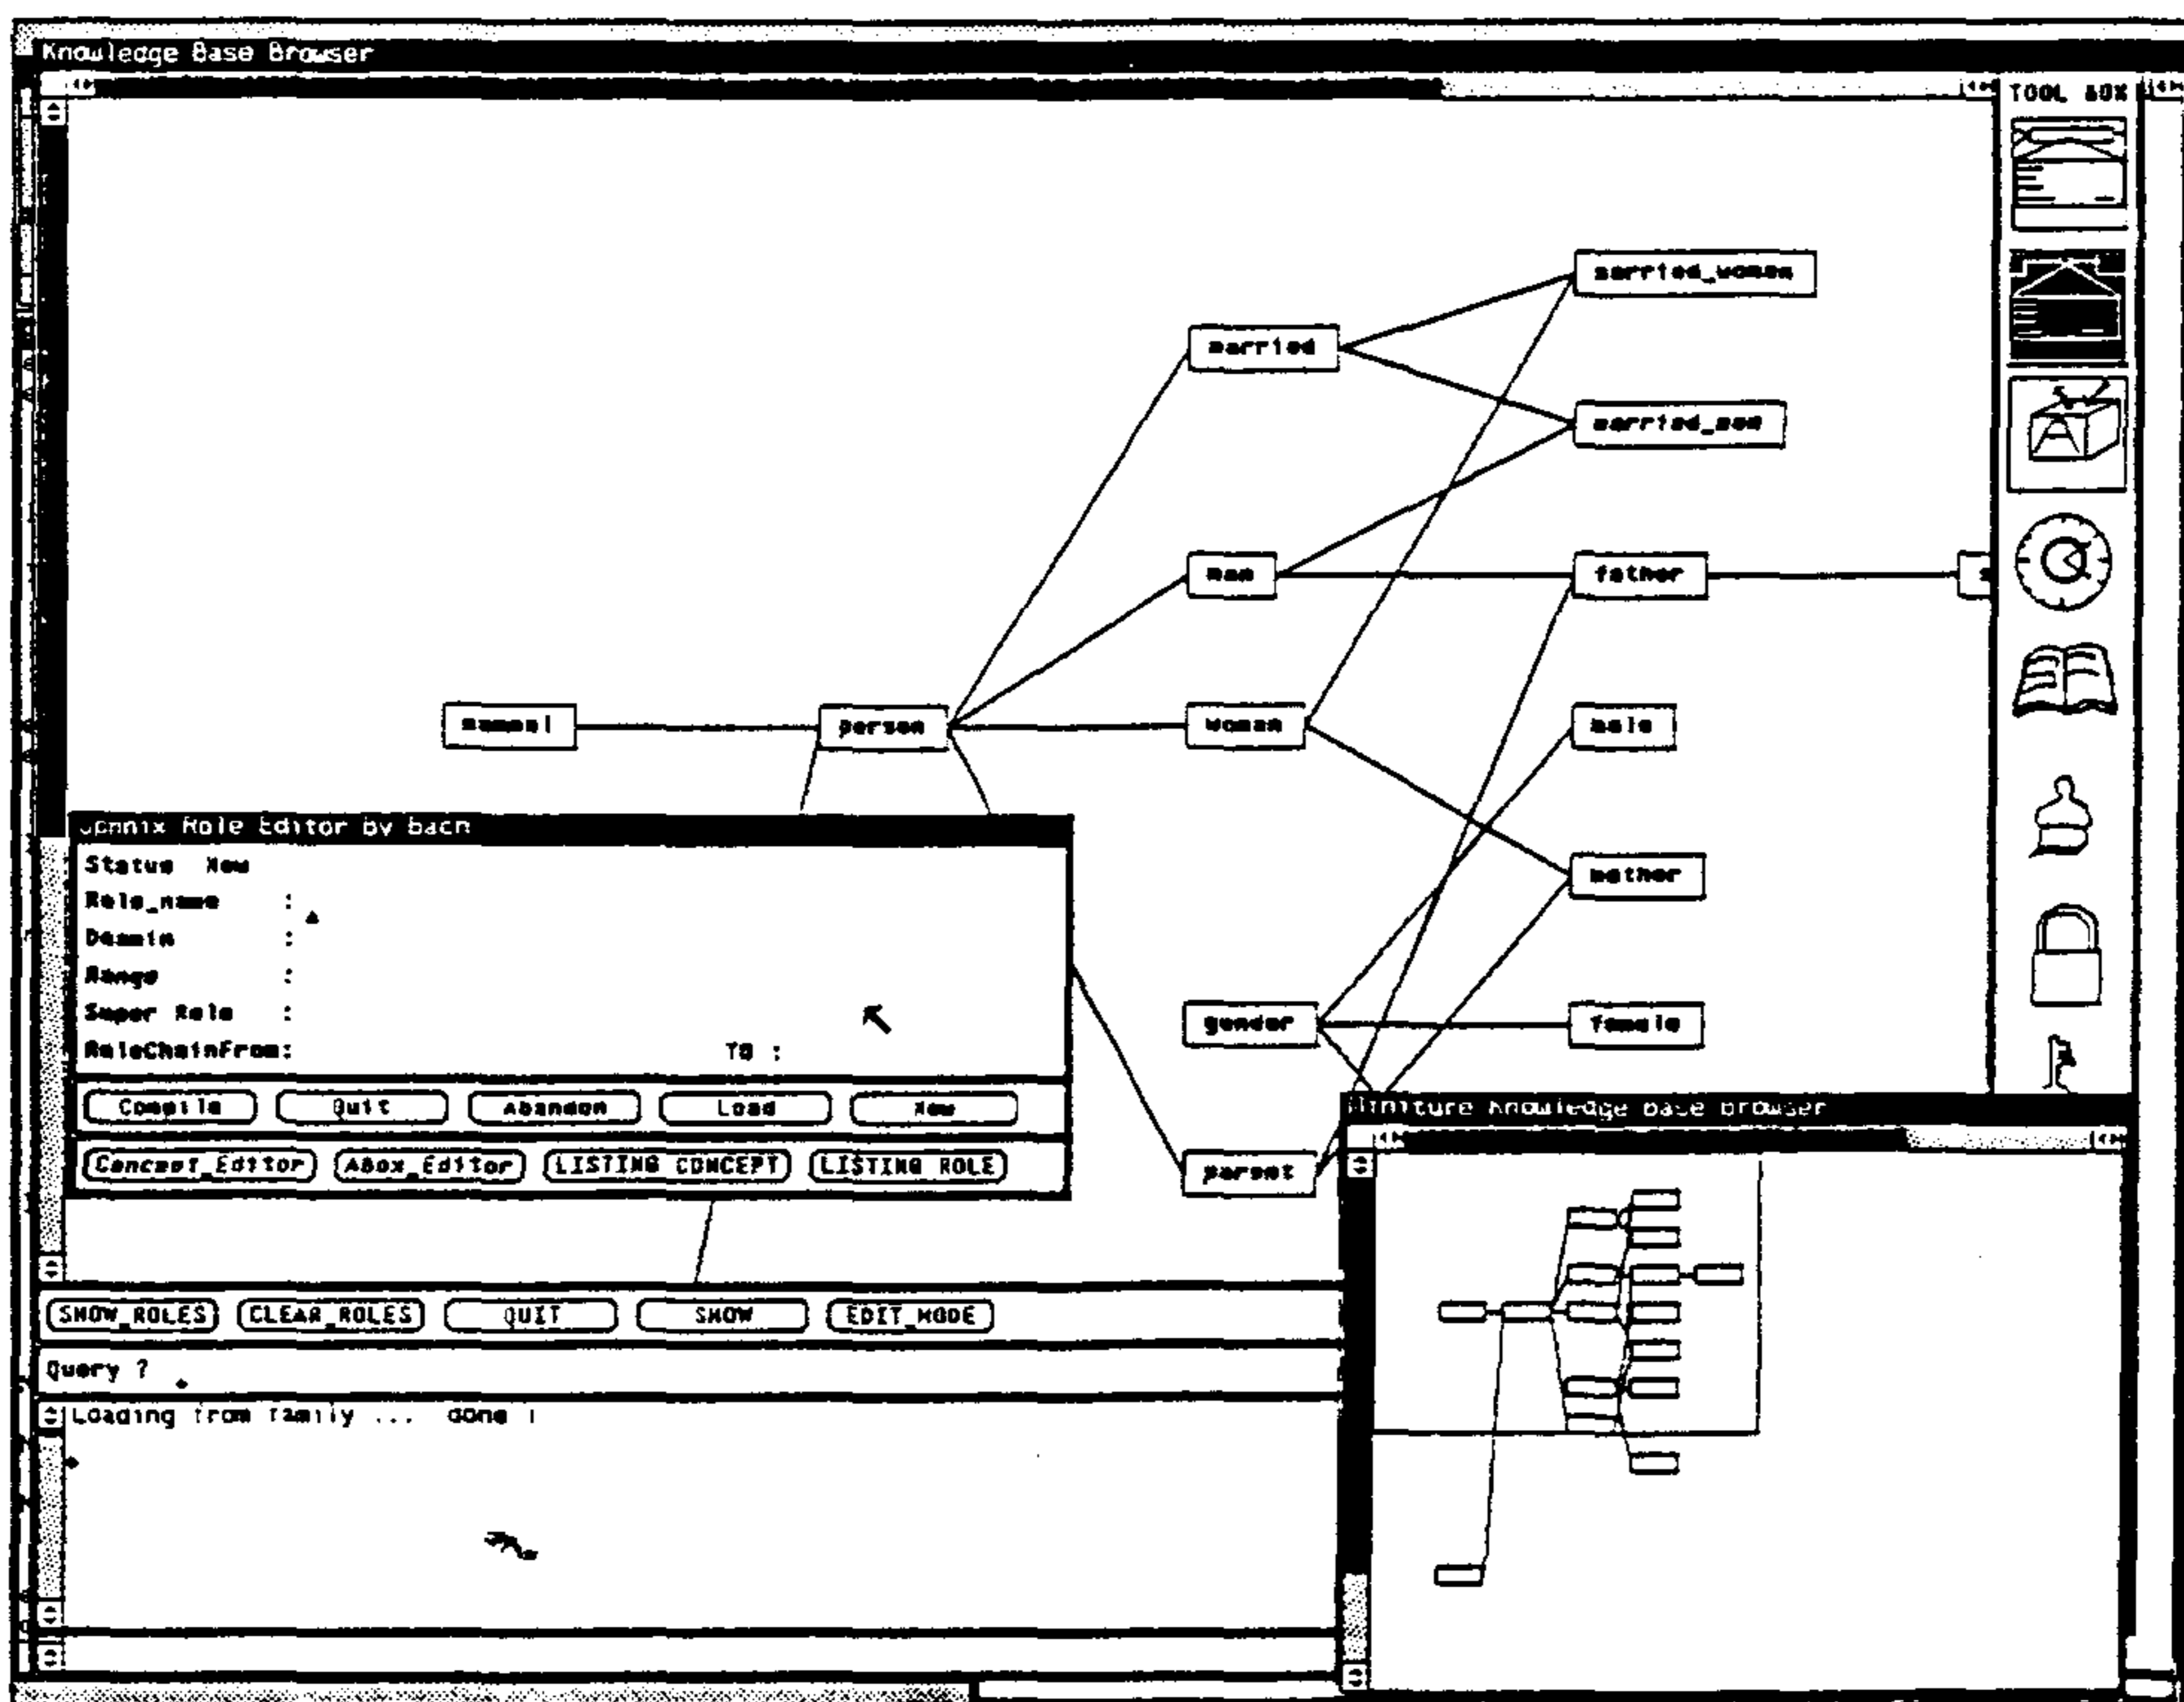 Knowledge Base Browser
TOOL BOX
married_woman
married
married_man
man
father
mammal
person
woman
male
Role Editor by
Status New
Role_name :
Domain :
Range :
Super Role :
RoleChainFrom: TO :
mother
gender
female
Compile Quit Abandon Load New
Concept_Editor Abox_Editor LISTING CONCEPT LISTING ROLE
parent
Miniture Knowledge Base Browser
SHOW_ROLES CLEAR_ROLES QUIT SHOW EDIT_MODE
Query ?
Loading from family ... done !